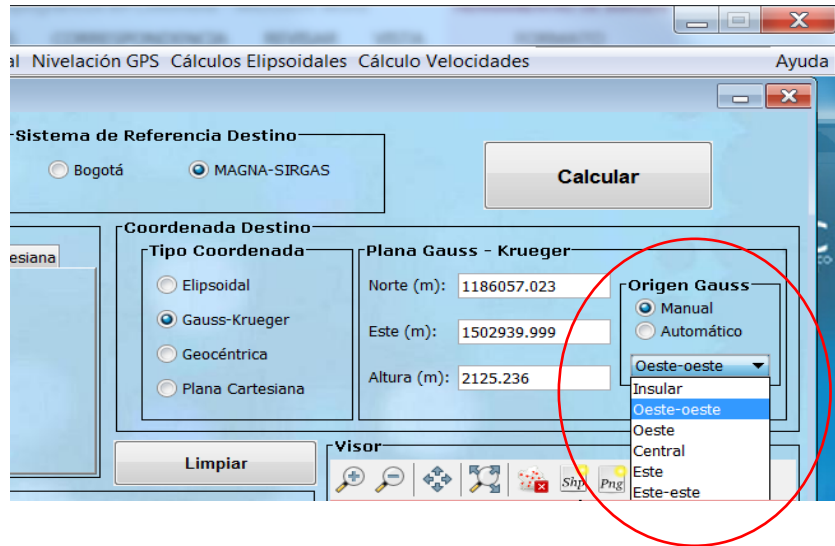 al Nivelación GPS Cálculos Elipsoidales Cálculo Velocidades Ayuda
Sistema de Referencia Destino
Bogotá MAGNA-SIRGAS
Calcular
Coordenada Destino
esiana
Tipo Coordenada
Elipsoidal
Gauss-Krueger
Geocéntrica
Plana Cartesiana
Plana Gauss - Krueger
Norte (m): 1186057.023
Este (m): 1502939.999
Altura (m): 2125.236
Origen Gauss
Manual
Automático
Oeste-oeste
Insular
Oeste-oeste
Oeste
Central
Este
Este-este
Limpiar
Visor
Shp Png